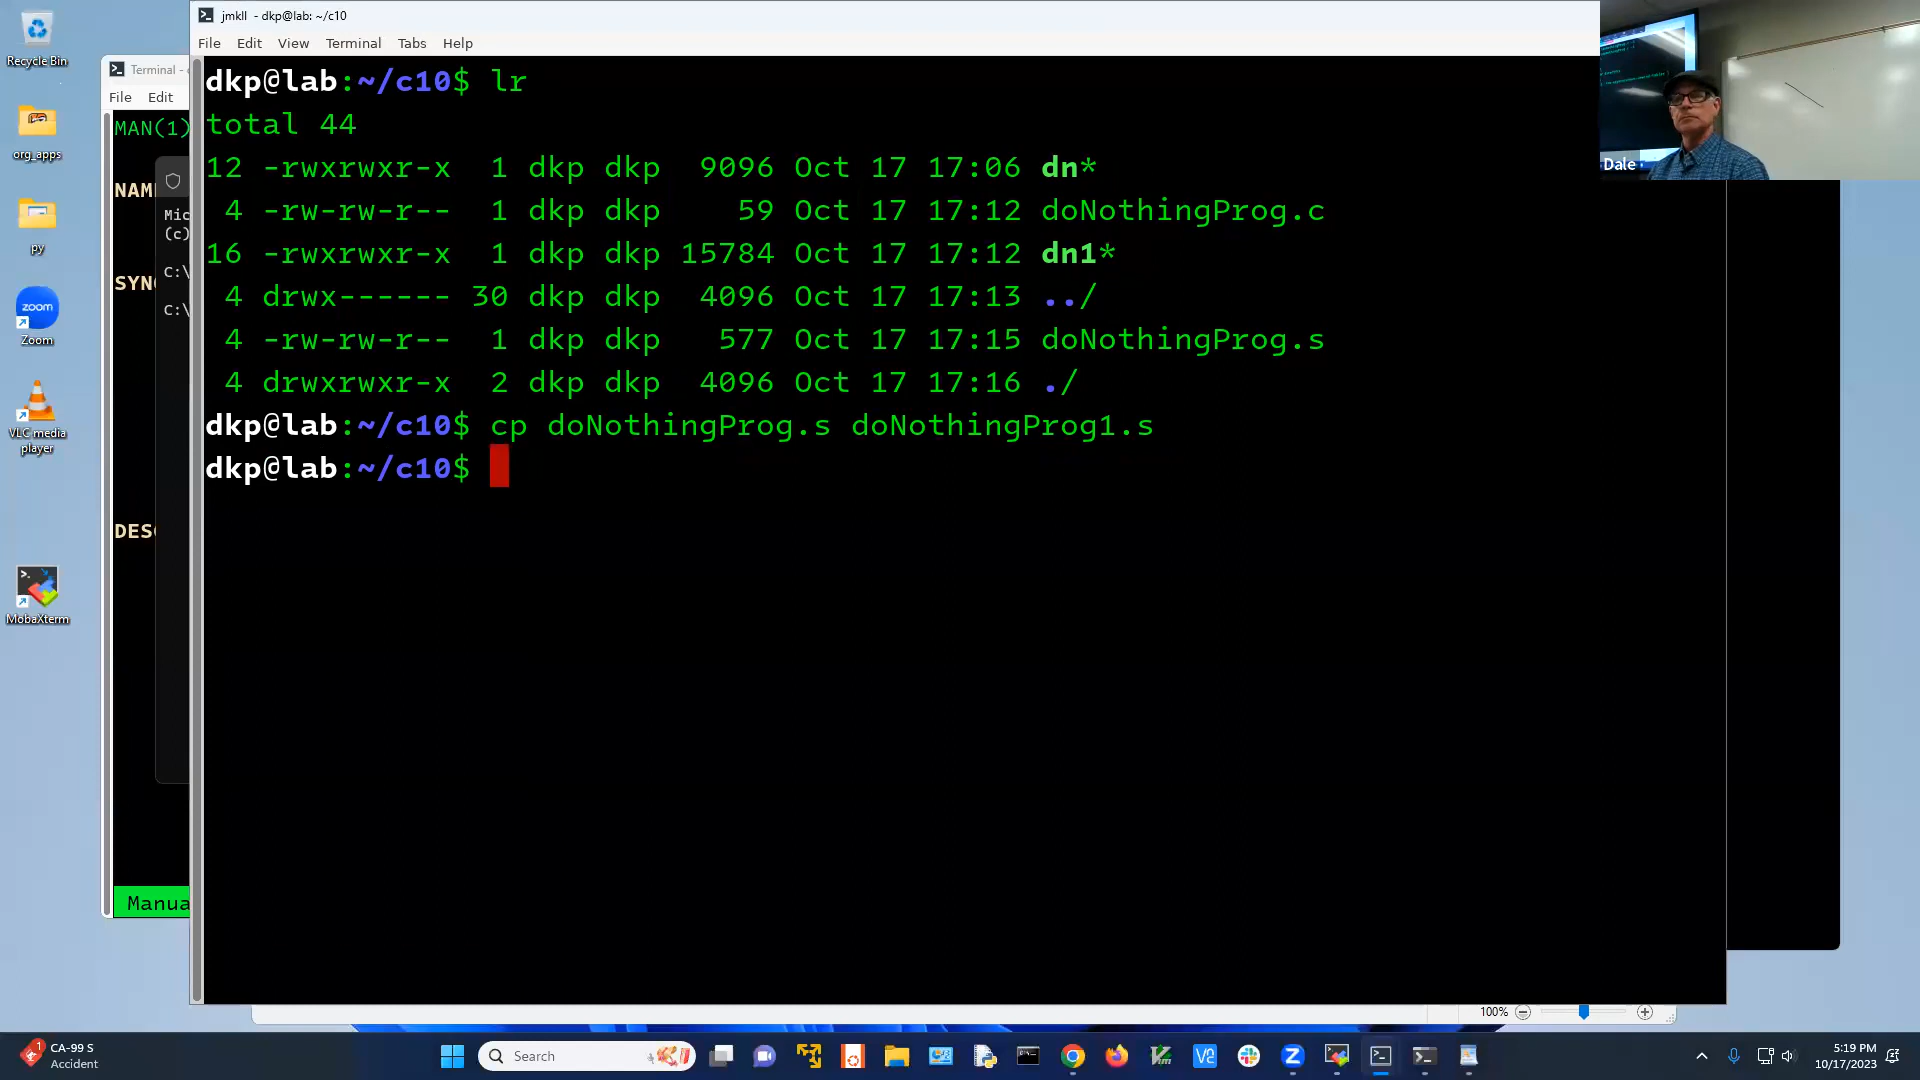 Recycle Bin
org_apps
py
Zoom
VLC media
player
MobaXterm
Terminal -
File Edit
MAN(1)
NAM
SYN
DES
Mic
(c)
C:\
C:\
Manua
jmkll - dkp@lab: ~/c10
File Edit View Terminal Tabs Help
dkp@lab:~/c10$ lr
total 44
12 -rwxrwxr-x 1 dkp dkp 9096 Oct 17 17:06 dn*
4 -rw-rw-r-- 1 dkp dkp 59 Oct 17 17:12 doNothingProg.c
16 -rwxrwxr-x 1 dkp dkp 15784 Oct 17 17:12 dn1*
4 drwx------ 30 dkp dkp 4096 Oct 17 17:13 ../
4 -rw-rw-r-- 1 dkp dkp 577 Oct 17 17:15 doNothingProg.s
4 drwxrwxr-x 2 dkp dkp 4096 Oct 17 17:16 ./
dkp@lab:~/c10$ cp doNothingProg.s doNothingProg1.s
dkp@lab:~/c10$
Dale
100%
1
CA-99 S
Accident
Search
5:19 PM
10/17/2023